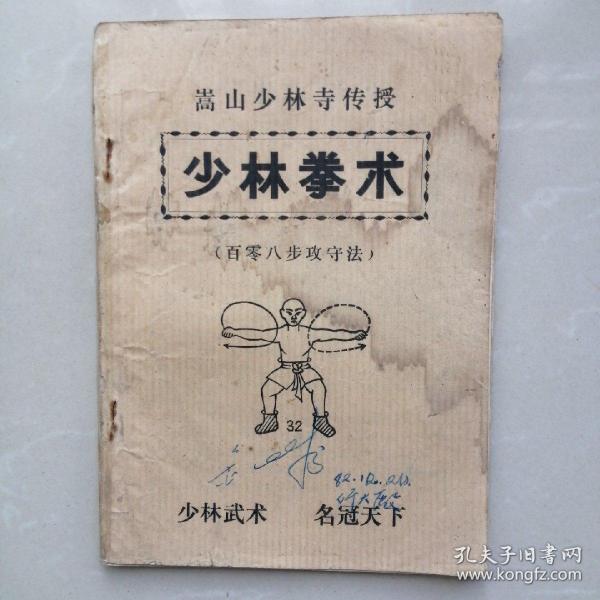 嵩山少林寺传授
少林拳术
（百零八步攻守法）
32
少林武术 名冠天下
孔夫子旧书网
www.kongfz.com